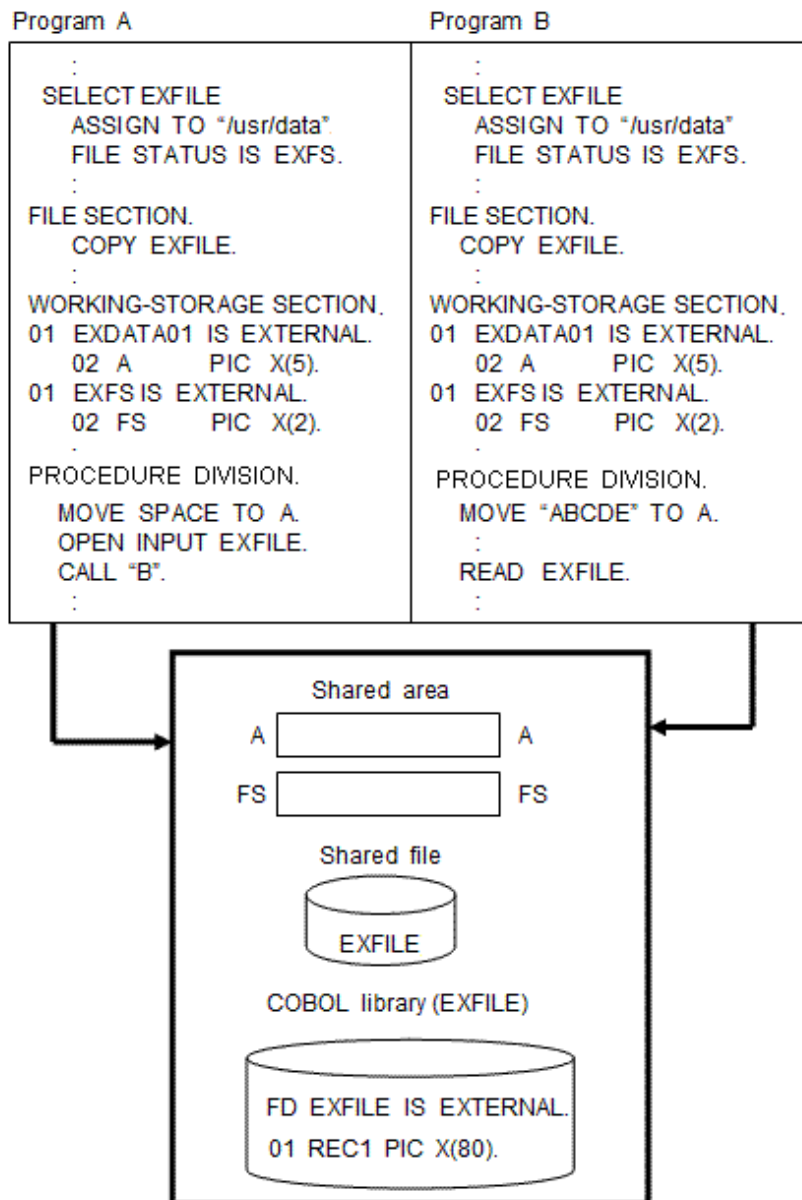 Program A
:
SELECT EXFILE
ASSIGN TO “/usr/data”
FILE STATUS IS EXFS.
:
FILE SECTION.
COPY EXFILE.
:
WORKING-STORAGE SECTION.
01 EXDATA01 IS EXTERNAL.
02 A PIC X(5).
01 EXFS IS EXTERNAL.
02 FS PIC X(2).
:
PROCEDURE DIVISION.
MOVE SPACE TO A.
OPEN INPUT EXFILE.
CALL “B”.
:
Program B
:
SELECT EXFILE
ASSIGN TO “/usr/data”
FILE STATUS IS EXFS.
:
FILE SECTION.
COPY EXFILE.
:
WORKING-STORAGE SECTION.
01 EXDATA01 IS EXTERNAL.
02 A PIC X(5).
01 EXFS IS EXTERNAL.
02 FS PIC X(2).
:
PROCEDURE DIVISION.
MOVE “ABCDE” TO A.
:
READ EXFILE.
:
Shared area
A A
FS FS
Shared file
EXFILE
COBOL library (EXFILE)
FD EXFILE IS EXTERNAL.
01 REC1 PIC X(80).